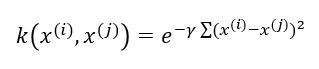 k(x⁽ⁱ⁾, x⁽ʲ⁾) = e^{−γ ∑(x⁽ⁱ⁾−x⁽ʲ⁾)²}